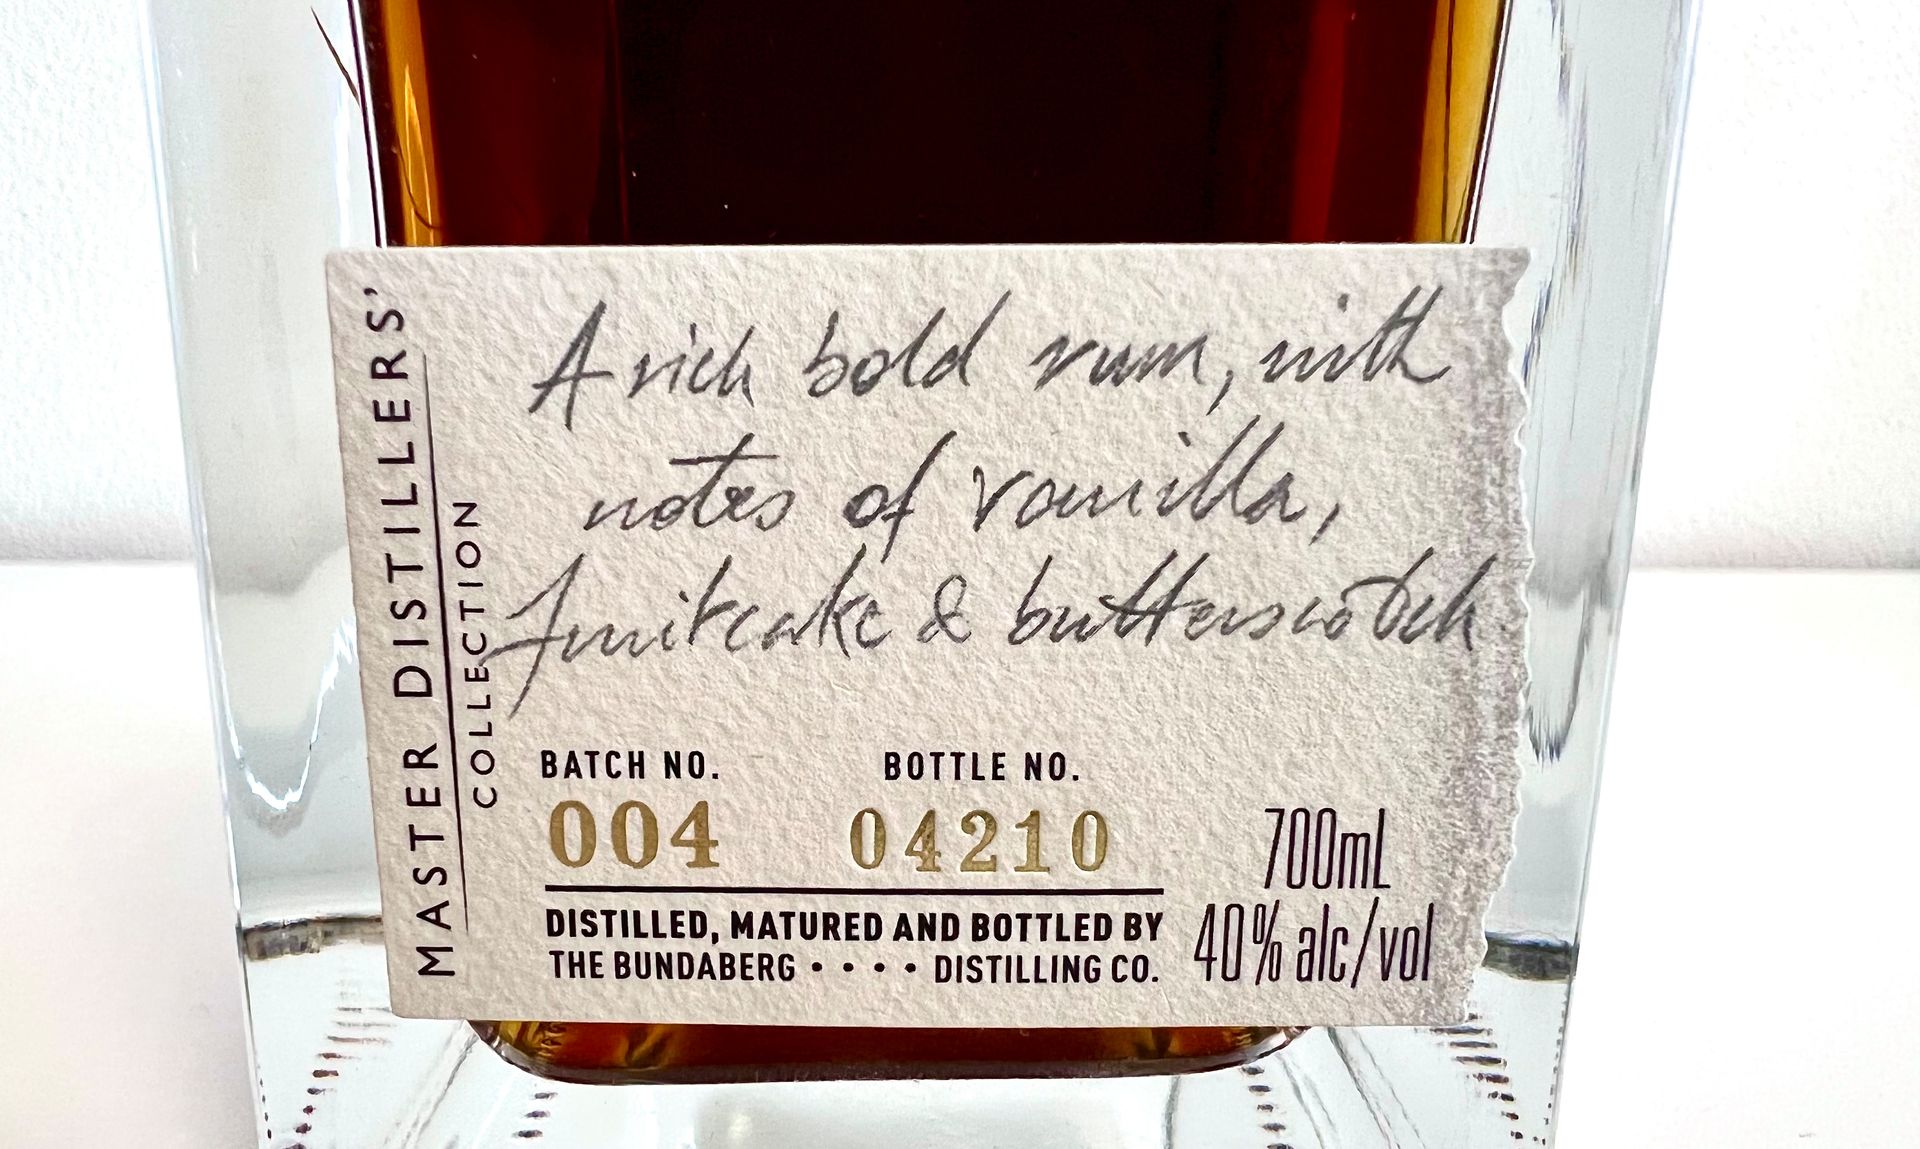 MASTER DISTILLERS'
COLLECTION
A rich bold rum, with
notes of vanilla,
fruitcake & butterscotch
BATCH NO. BOTTLE NO.
004 04210
700mL
DISTILLED, MATURED AND BOTTLED BY
THE BUNDABERG • • • • DISTILLING CO.
40% alc/vol